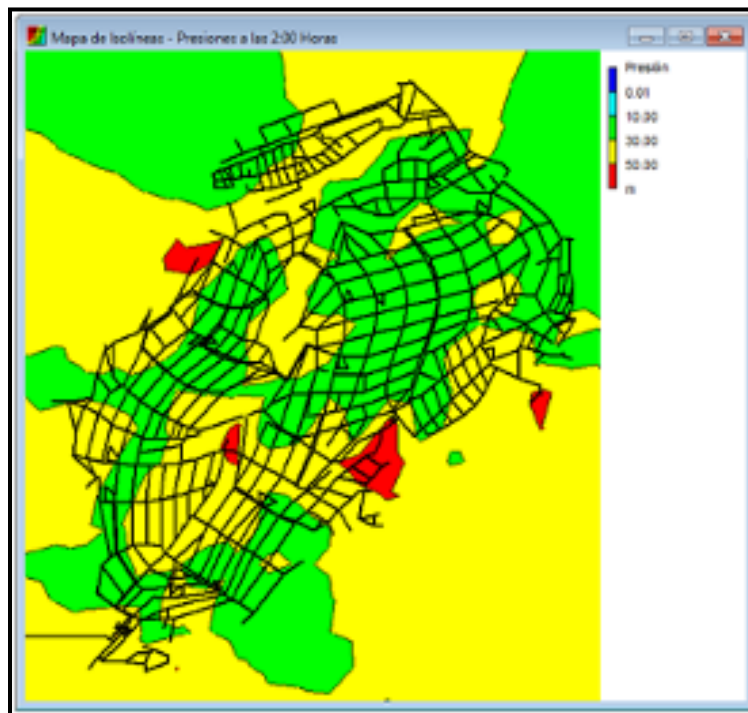 Mapa de Isolíneas - Presiones a las 2:00 Horas
Presión
0.01
10.00
30.00
50.00
m